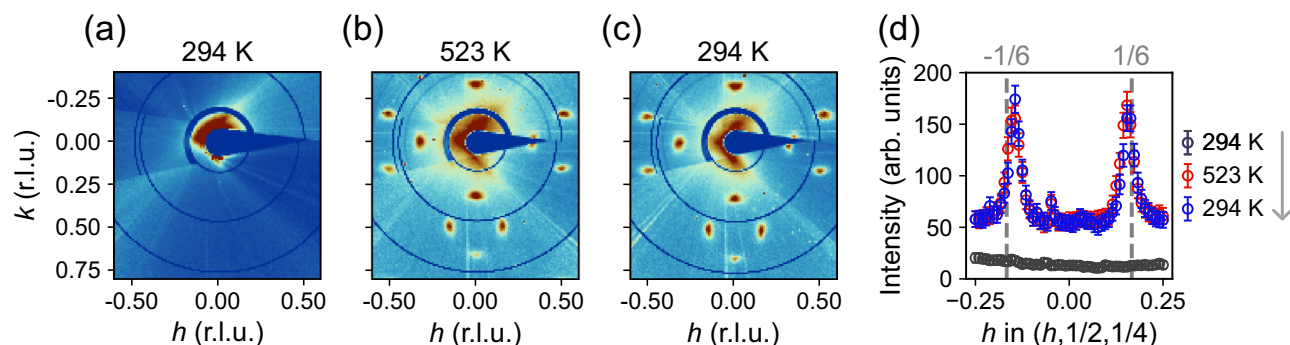 (a)
(b)
(c)
(d)
294 K
523 K
294 K
-1/6
1/6
k (r.l.u.)
-0.25
0.00
0.25
0.50
0.75
-0.50
0.00
0.50
h (r.l.u.)
-0.50
0.00
0.50
h (r.l.u.)
-0.50
0.00
0.50
h (r.l.u.)
Intensity (arb. units)
200
150
100
50
0
−0.25
0.00
0.25
h in (h,1/2,1/4)
294 K
523 K
294 K